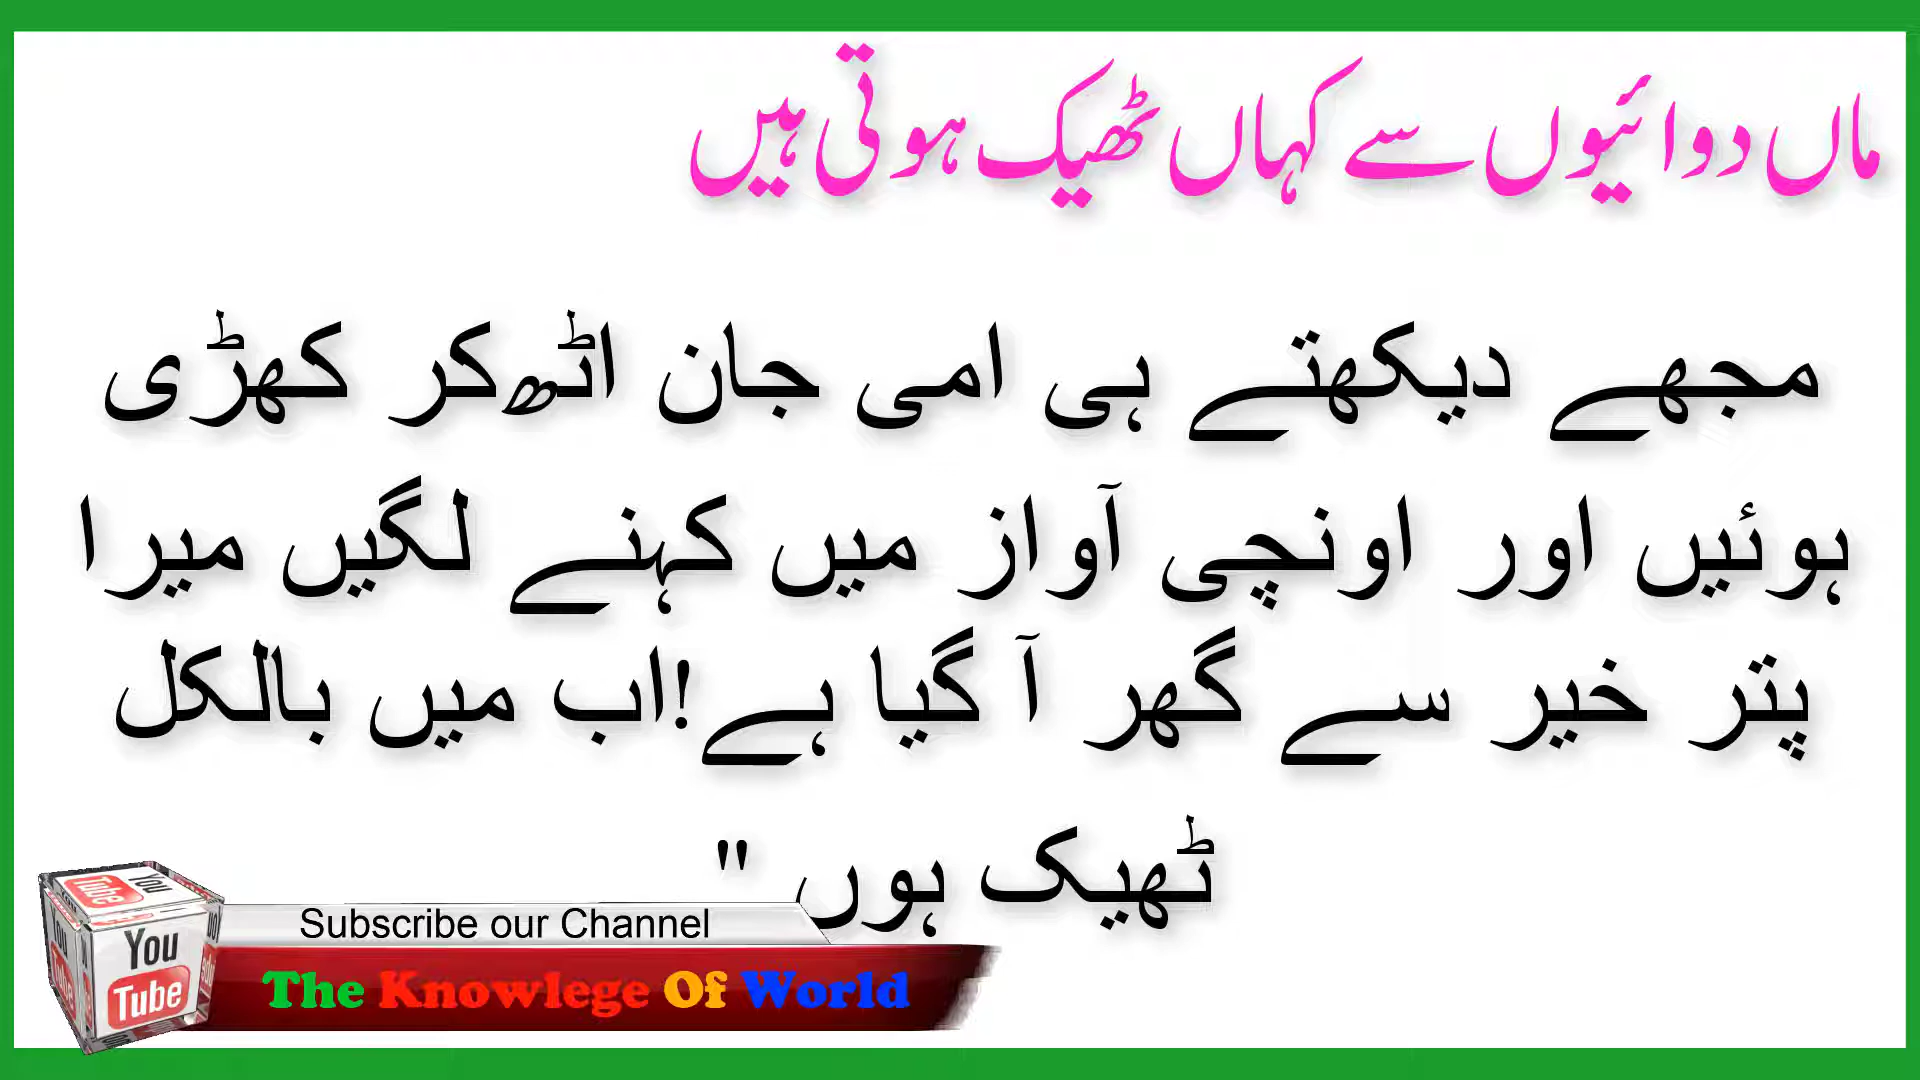 ماں دوائیوں سے کہاں ٹھیک ہوتی ہیں
مجھے دیکھتے ہی امی جان اٹھ کر کھڑی
ہوئیں اور اونچی آواز میں کہنے لگیں میرا
پتر خیر سے گھر آ گیا ہے!اب میں بالکل
ٹھیک ہوں "
Subscribe our Channel
The Knowlege Of World
You
Tube
You
Tube